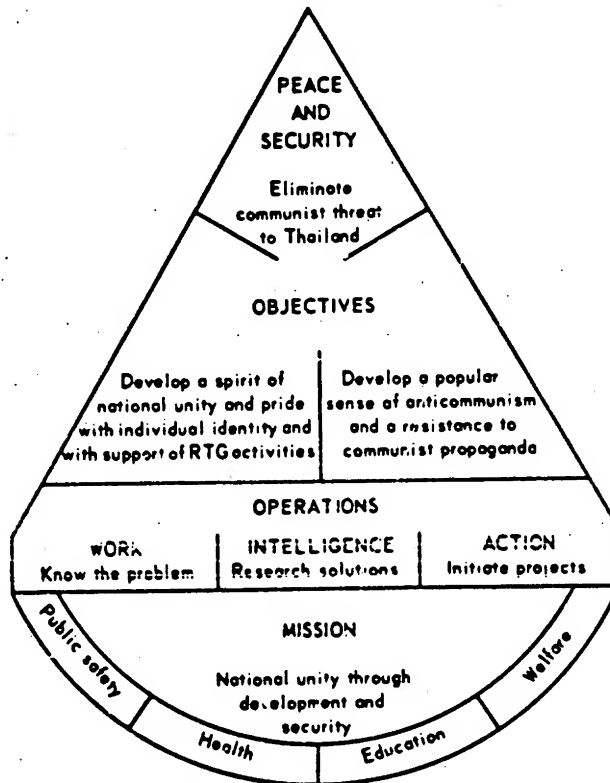 PEACE
AND
SECURITY
Eliminate
communist threat
to Thailand
OBJECTIVES
Develop a spirit of
national unity and pride
with individual identity and
with support of RTG activities
Develop a popular
sense of anticommunism
and a resistance to
communist propaganda
OPERATIONS
WORK
Know the problem
INTELLIGENCE
Research solutions
ACTION
Initiate projects
MISSION
National unity through
development and
security
Public safety
Health
Education
Welfare